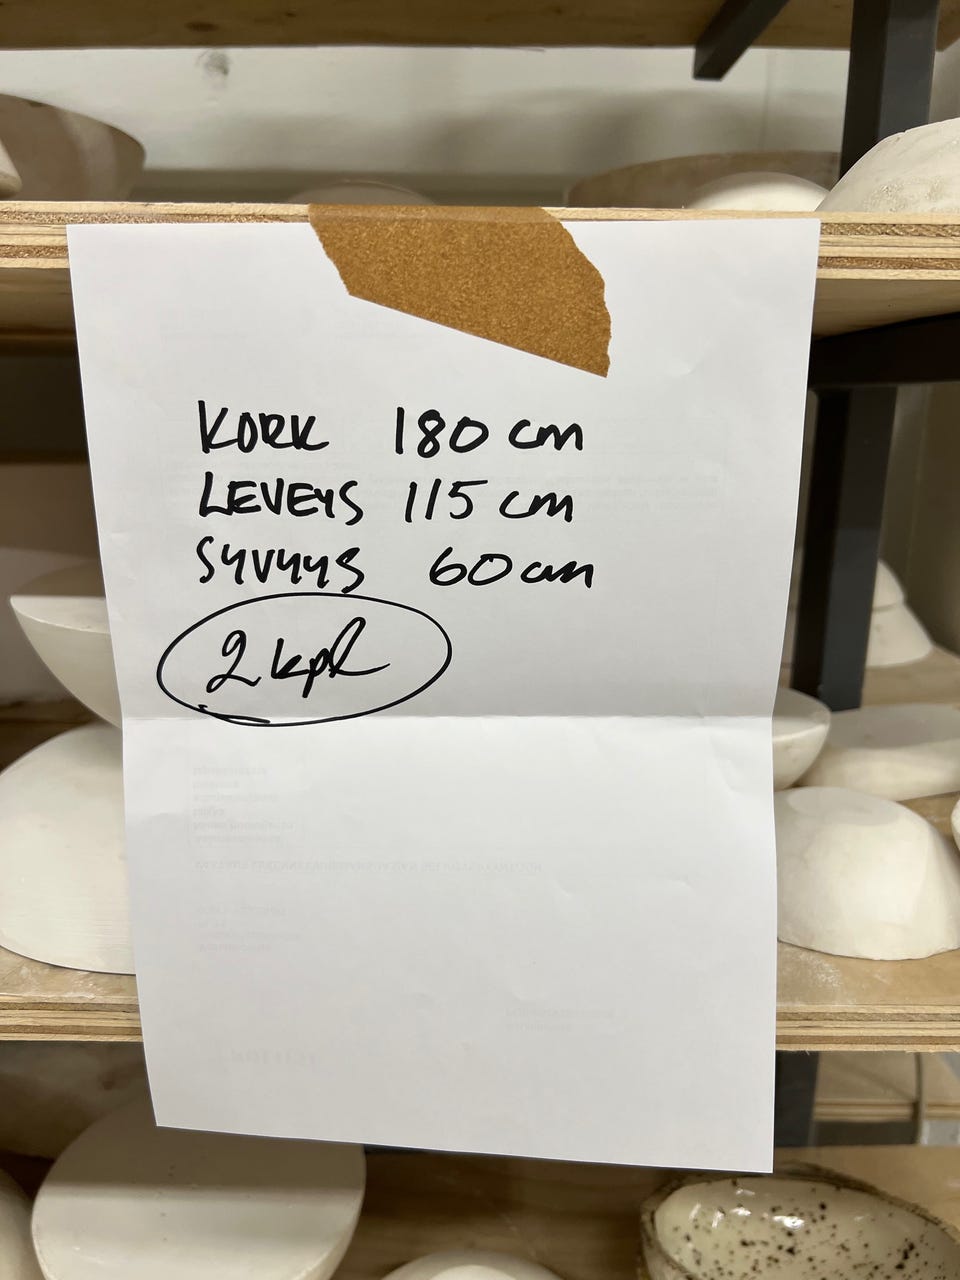 KORK 180 cm
LEVEYS 115 cm
SYVYYS 60 cm
2 kpl